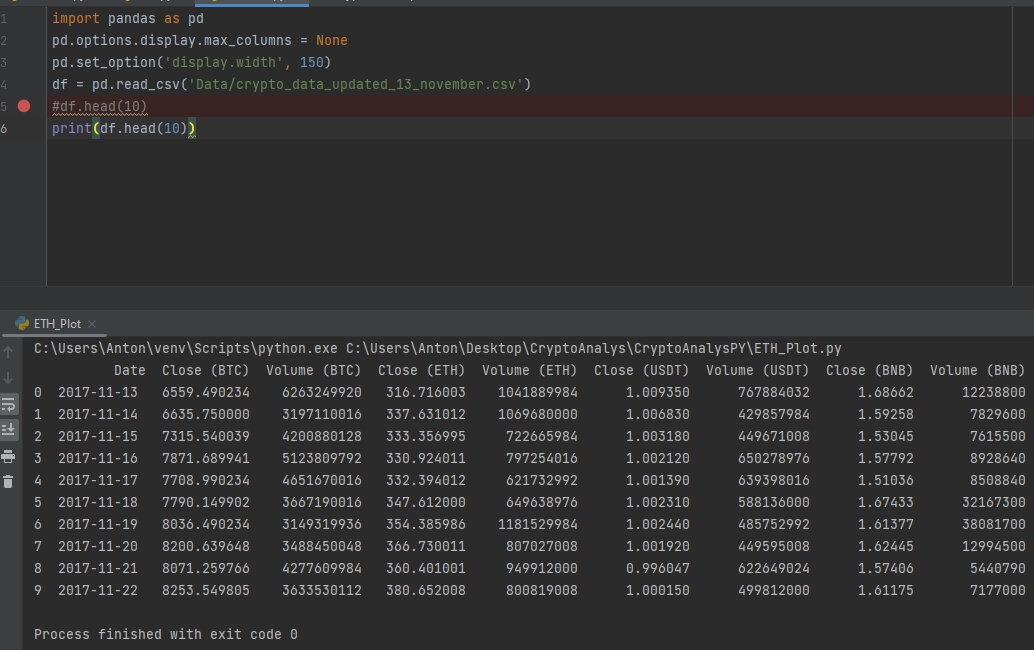 1 import pandas as pd
2 pd.options.display.max_columns = None
3 pd.set_option('display.width', 150)
4 df = pd.read_csv('Data/crypto_data_updated_13_november.csv')
5 #df.head(10)
6 print(df.head(10))
ETH_Plot
C:\Users\Anton\venv\Scripts\python.exe C:\Users\Anton\Desktop\CryptoAnalys\CryptoAnalysPY\ETH_Plot.py
Date Close (BTC) Volume (BTC) Close (ETH) Volume (ETH) Close (USDT) Volume (USDT) Close (BNB) Volume (BNB)
0 2017-11-13 6559.490234 6263249920 316.716003 1041889984 1.009350 767884032 1.68662 12238800
1 2017-11-14 6635.750000 3197110016 337.631012 1069680000 1.006830 429857984 1.59258 7829600
2 2017-11-15 7315.540039 4200880128 333.356995 722665984 1.003180 449671008 1.53045 7615500
3 2017-11-16 7871.689941 5123809792 330.924011 797254016 1.002120 650278976 1.57792 8928640
4 2017-11-17 7708.990234 4651670016 332.394012 621732992 1.001390 639398016 1.51036 8508840
5 2017-11-18 7790.149902 3667190016 347.612000 649638976 1.002310 588136000 1.67433 32167300
6 2017-11-19 8036.490234 3149319936 354.385986 1181529984 1.002440 485752992 1.61377 38081700
7 2017-11-20 8200.639648 3488450048 366.730011 807027008 1.001920 449595008 1.62445 12994500
8 2017-11-21 8071.259766 4277609984 360.401001 949912000 0.996047 622649024 1.57406 5440790
9 2017-11-22 8253.549805 3633530112 380.652008 800819008 1.000150 499812000 1.61175 7177000
Process finished with exit code 0